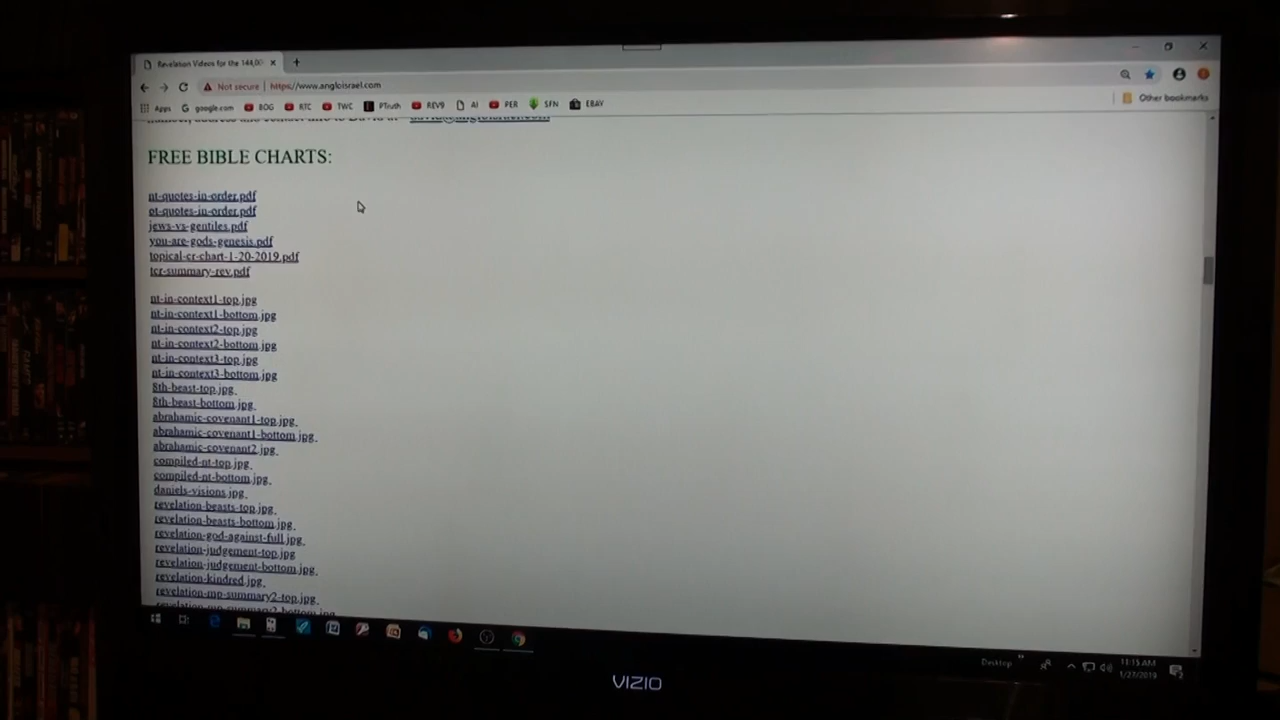 Revelation Videos for the 144,00
Not secure | https://www.angloisrael.com
Apps google.com BOG RTC TWC PTruth REV9 AI PER SFN EBAY Other bookmarks
FREE BIBLE CHARTS:
nt-quotes-in-order.pdf
ot-quotes-in-order.pdf
jews-vs-gentiles.pdf
you-are-gods-genesis.pdf
topical-cr-chart-1-20-2019.pdf
tcr-summary-rev.pdf
nt-in-context1-top.jpg
nt-in-context1-bottom.jpg
nt-in-context2-top.jpg
nt-in-context2-bottom.jpg
nt-in-context3-top.jpg
nt-in-context3-bottom.jpg
8th-beast-top.jpg
8th-beast-bottom.jpg
abrahamic-covenant1-top.jpg
abrahamic-covenant1-bottom.jpg
abrahamic-covenant2.jpg
compiled-nt-top.jpg
compiled-nt-bottom.jpg
daniels-visions.jpg
revelation-beasts-top.jpg
revelation-beasts-bottom.jpg
revelation-god-against-full.jpg
revelation-judgement-top.jpg
revelation-judgement-bottom.jpg
revelation-kindred.jpg
revelation-mp-summary2-top.jpg
revelation-mp-summary2-bottom.jpg
Desktop
11:15 AM
1/27/2019
VIZIO